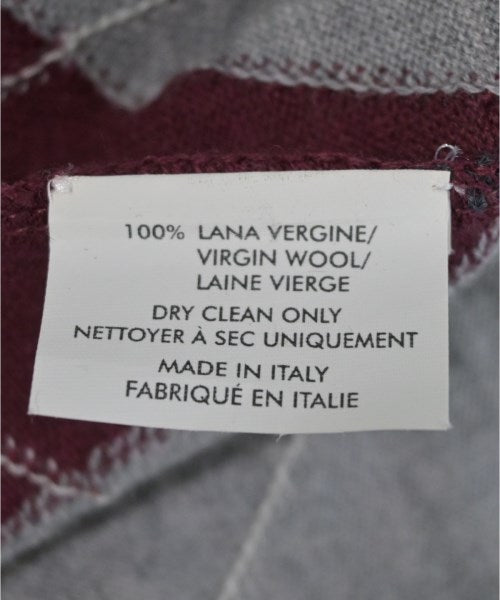 100% LANA VERGINE/
VIRGIN WOOL/
LAINE VIERGE
DRY CLEAN ONLY
NETTOYER À SEC UNIQUEMENT
MADE IN ITALY
FABRIQUÉ EN ITALIE